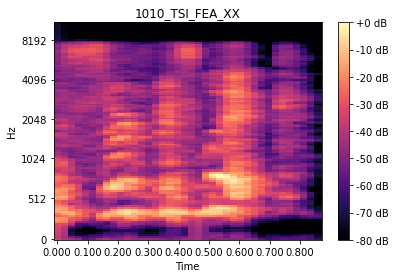 1010_TSI_FEA_XX
+0 dB
8192
-10 dB
4096
-20 dB
-30 dB
2048
Hz
-40 dB
1024
-50 dB
512
-60 dB
-70 dB
0
-80 dB
0.000 0.100 0.200 0.300 0.400 0.500 0.600 0.700 0.800
Time